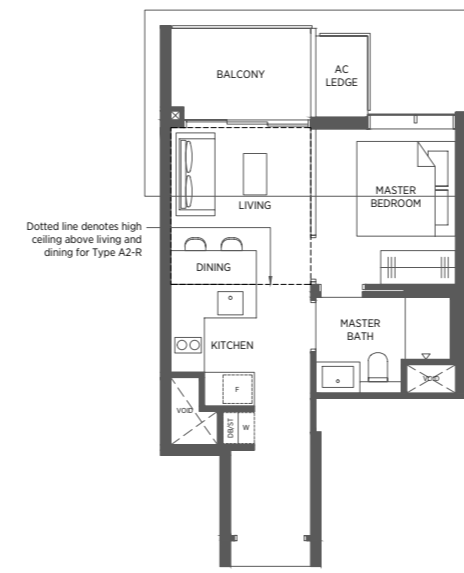 BALCONY
AC
LEDGE
MASTER
BEDROOM
LIVING
Dotted line denotes high
ceiling above living and
dining for Type A2-R
DINING
MASTER
BATH
KITCHEN
VOID
F
VOID
DB/ST
W